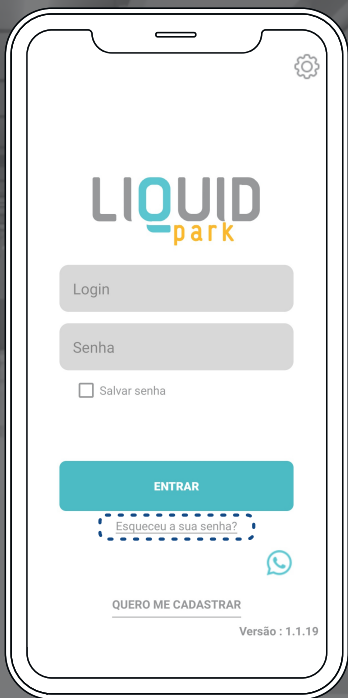 LIQUID
park
Login
Senha
Salvar senha
ENTRAR
Esqueceu a sua senha?
QUERO ME CADASTRAR
Versão : 1.1.19